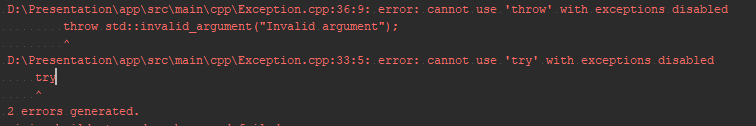 D:\Presentation\app\src\main\cpp\Exception.cpp:36:9: error: cannot use 'throw' with exceptions disabled
throw std::invalid_argument("Invalid argument");
^
D:\Presentation\app\src\main\cpp\Exception.cpp:33:5: error: cannot use 'try' with exceptions disabled
try
^
2 errors generated.